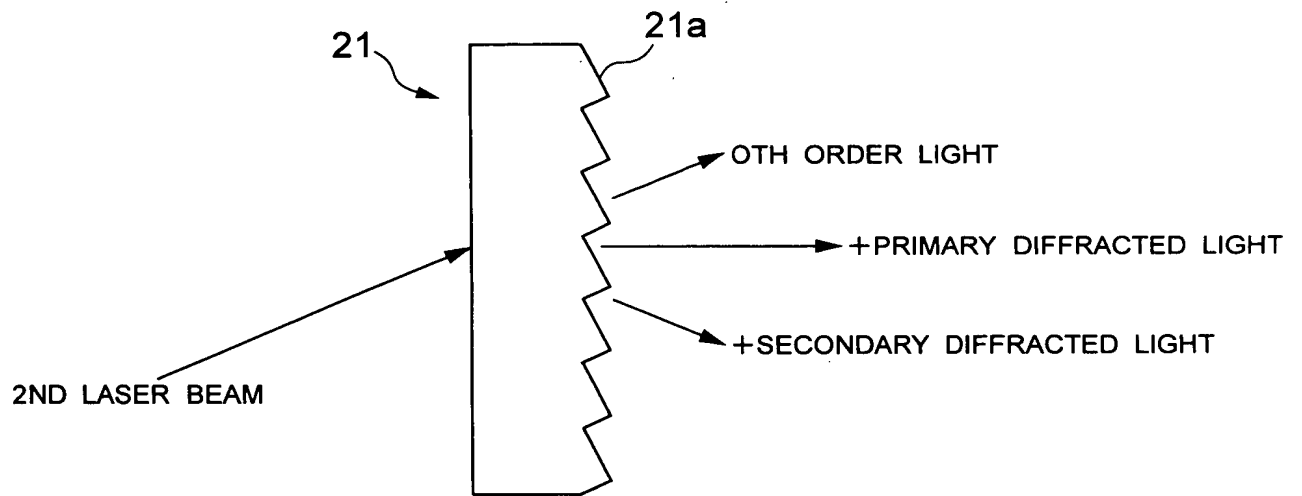 21
21a
0TH ORDER LIGHT
+PRIMARY DIFFRACTED LIGHT
+SECONDARY DIFFRACTED LIGHT
2ND LASER BEAM